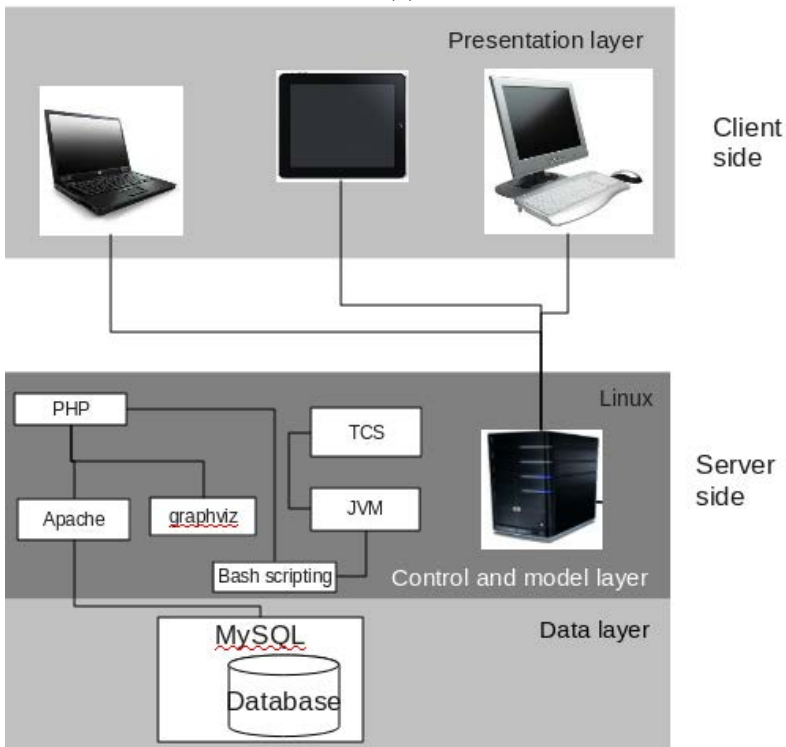 Presentation layer
Client
side
Linux
PHP
TCS
Server
side
Apache
graphviz
JVM
Bash scripting
Control and model layer
Data layer
MySQL
Database